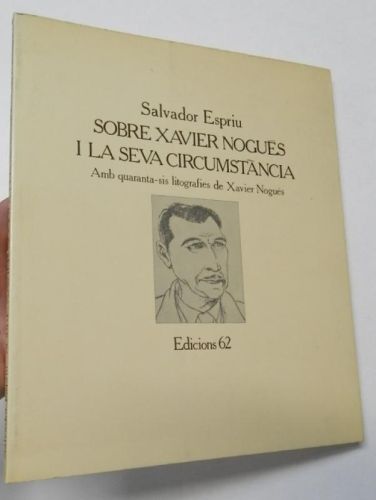 Salvador Espriu
SOBRE XAVIER NOGUÉS
I LA SEVA CIRCUMSTÀNCIA
Amb quaranta-sis litografies de Xavier Nogués
Edicions 62